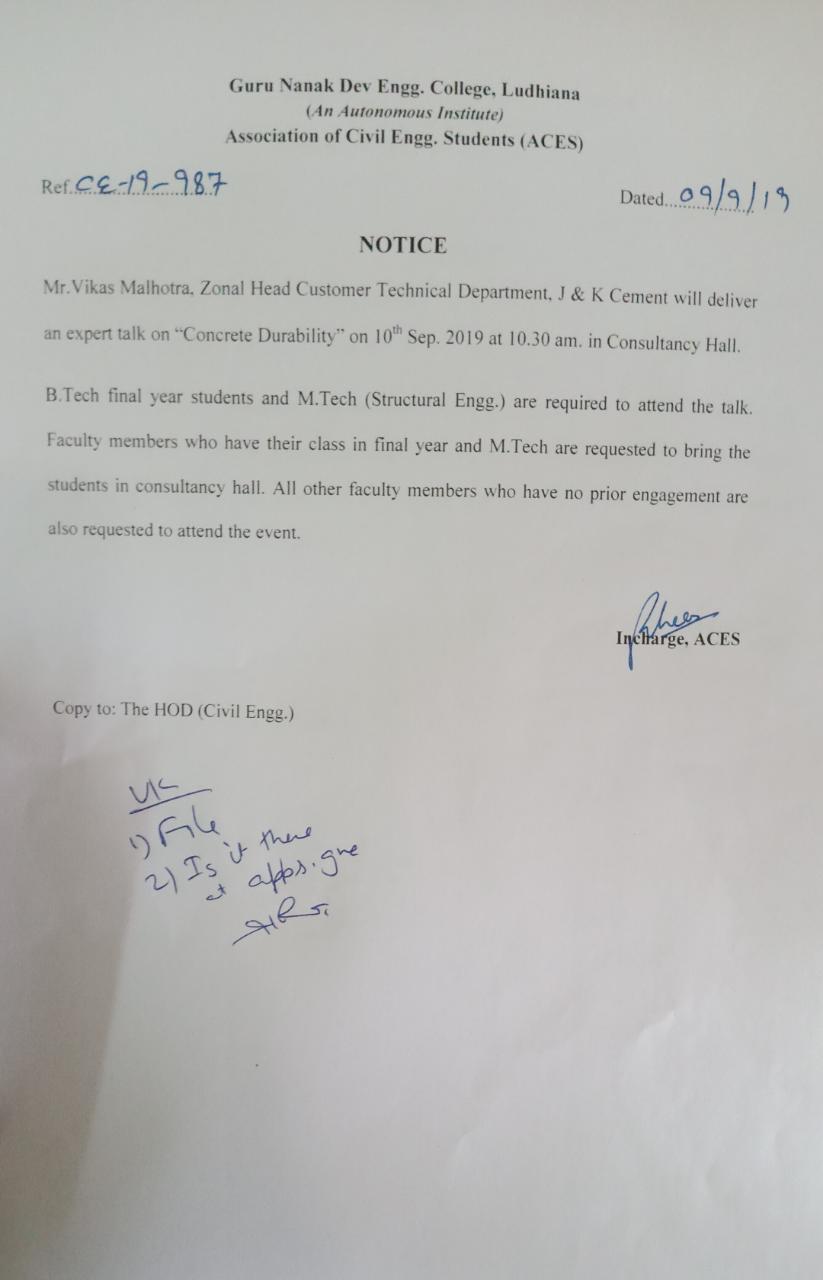 Guru Nanak Dev Engg. College, Ludhiana
(An Autonomous Institute)
Association of Civil Engg. Students (ACES)
Ref. CE-19-987
Dated....09/9/19
NOTICE
Mr.Vikas Malhotra, Zonal Head Customer Technical Department, J & K Cement will deliver
an expert talk on “Concrete Durability” on 10th Sep. 2019 at 10.30 am. in Consultancy Hall.
B.Tech final year students and M.Tech (Structural Engg.) are required to attend the talk.
Faculty members who have their class in final year and M.Tech are requested to bring the
students in consultancy hall. All other faculty members who have no prior engagement are
also requested to attend the event.
Incharge, ACES
Copy to: The HOD (Civil Engg.)
VK
1) File
2) Is it there
at apps.gne